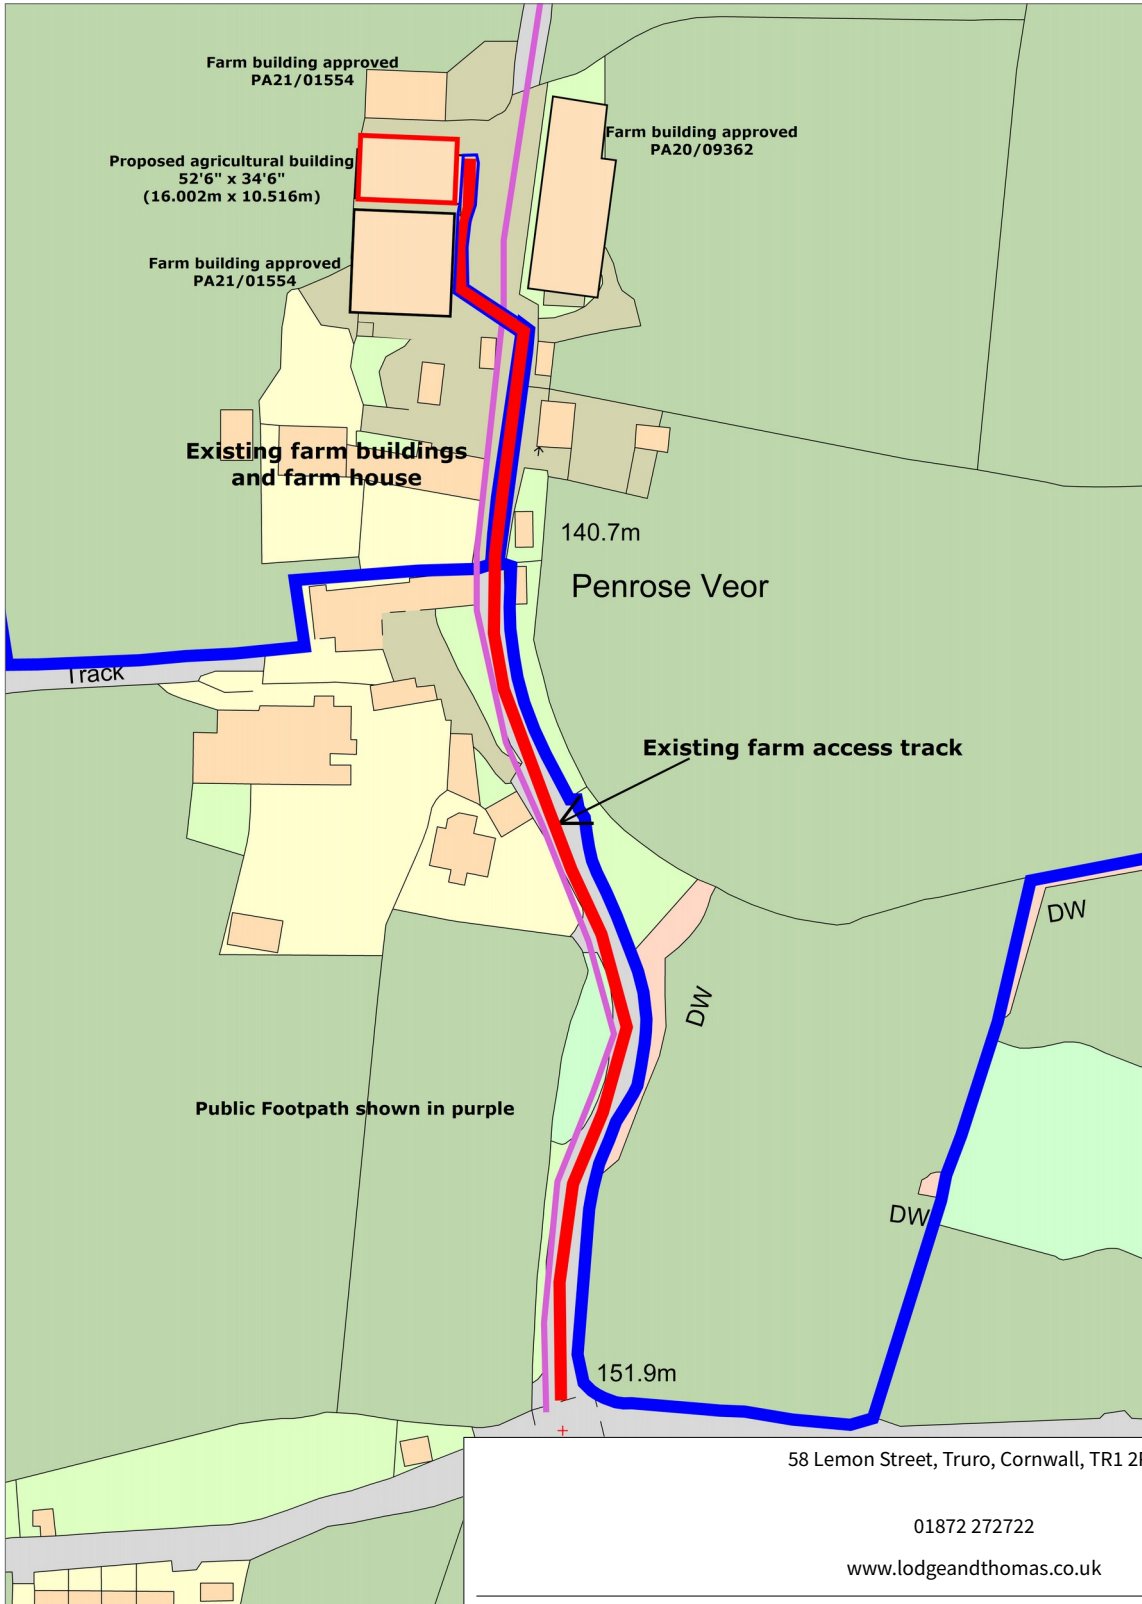 Farm building approved
PA21/01554
Farm building approved
PA20/09362
Proposed agricultural building
52'6" x 34'6"
(16.002m x 10.516m)
Farm building approved
PA21/01554
Existing farm buildings
and farm house
140.7m
Penrose Veor
Track
Existing farm access track
DW
DW
Public Footpath shown in purple
DW
151.9m
58 Lemon Street, Truro, Cornwall, TR1 2
01872 272722
www.lodgeandthomas.co.uk